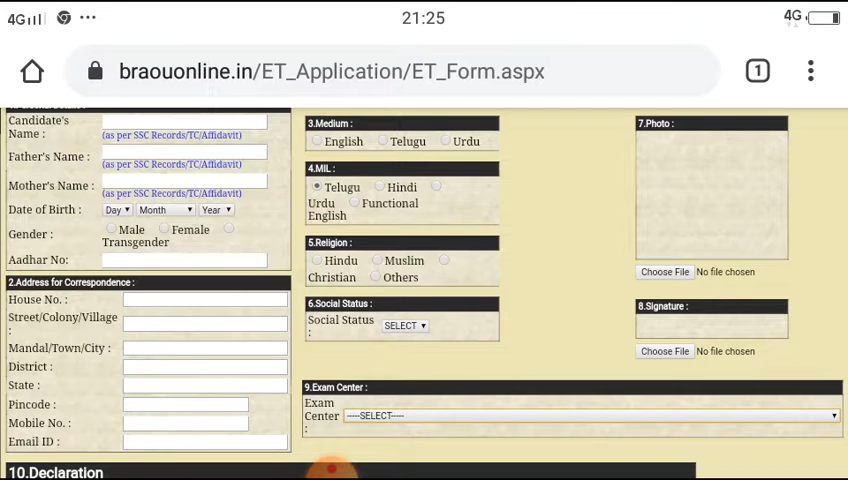 4G 21:25 4G
braouonline.in/ET_Application/ET_Form.aspx 1
Candidate's
Name :
(as per SSC Records/TC/Affidavit)
Father's Name :
(as per SSC Records/TC/Affidavit)
Mother's Name :
(as per SSC Records/TC/Affidavit)
Date of Birth : Day Month Year
Gender : Male Female
Transgender
Aadhar No:
2.Address for Correspondence :
House No. :
Street/Colony/Village
:
Mandal/Town/City :
District :
State :
Pincode :
Mobile No. :
Email ID :
3.Medium :
English Telugu Urdu
4.MIL :
Telugu Hindi
Urdu Functional
English
5.Religion :
Hindu Muslim
Christian Others
6.Social Status :
Social Status
: SELECT
7.Photo :
Choose File No file chosen
8.Signature :
Choose File No file chosen
9.Exam Center :
Exam
Center -----SELECT-----
:
10.Declaration